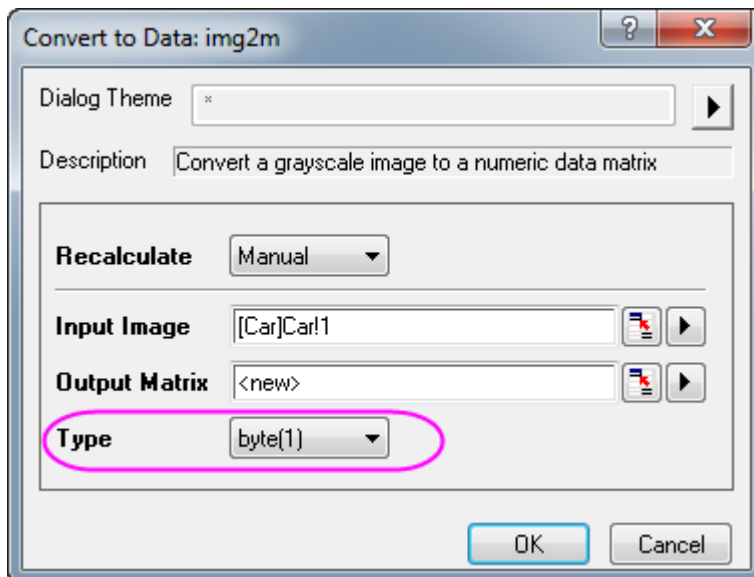 Convert to Data: img2m
Dialog Theme *
Description Convert a grayscale image to a numeric data matrix
Recalculate Manual
Input Image [Car]Car!1
Output Matrix <new>
Type byte(1)
OK Cancel